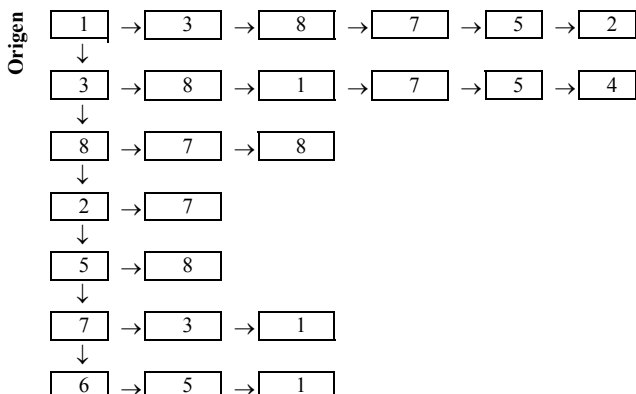 Origen
1 → 3 → 8 → 7 → 5 → 2
↓
3 → 8 → 1 → 7 → 5 → 4
↓
8 → 7 → 8
↓
2 → 7
↓
5 → 8
↓
7 → 3 → 1
↓
6 → 5 → 1